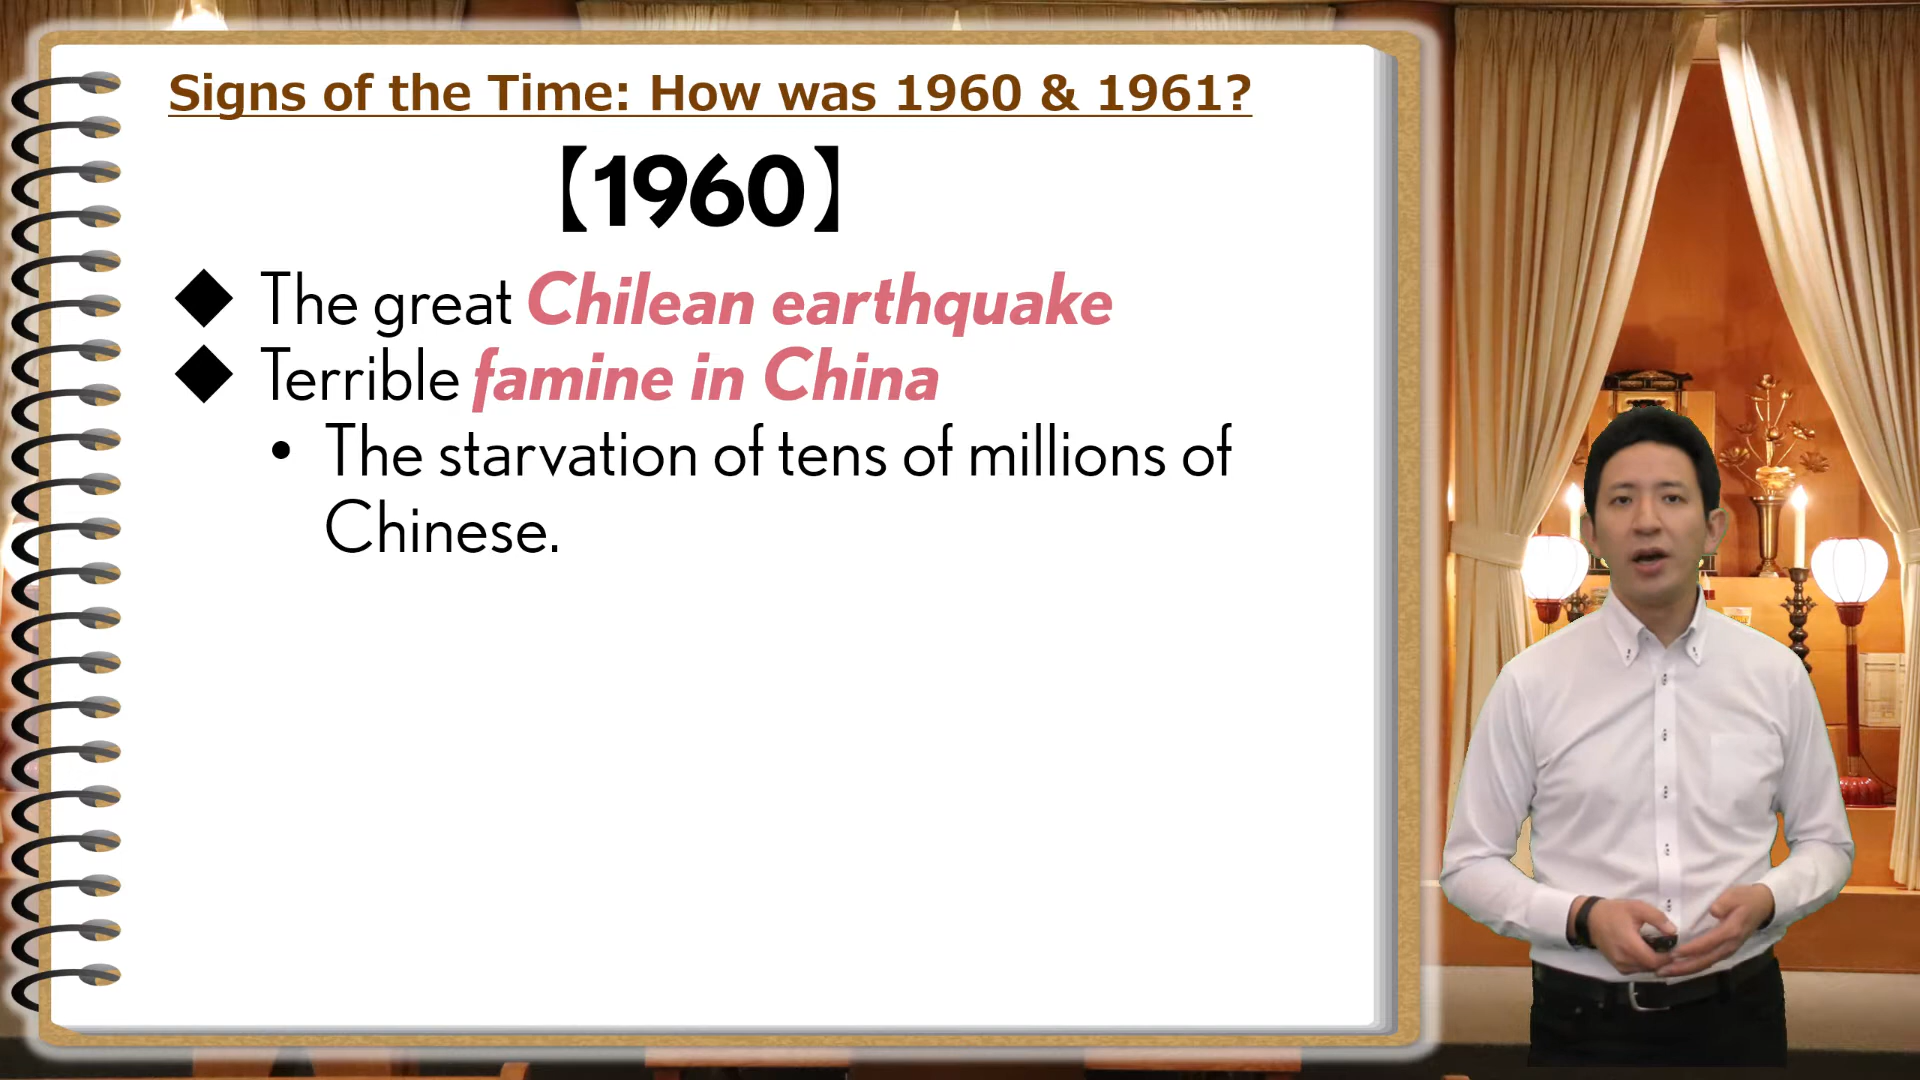 Signs of the Time: How was 1960 & 1961?
【1960】
◆ The great Chilean earthquake
◆ Terrible famine in China
• The starvation of tens of millions of
Chinese.